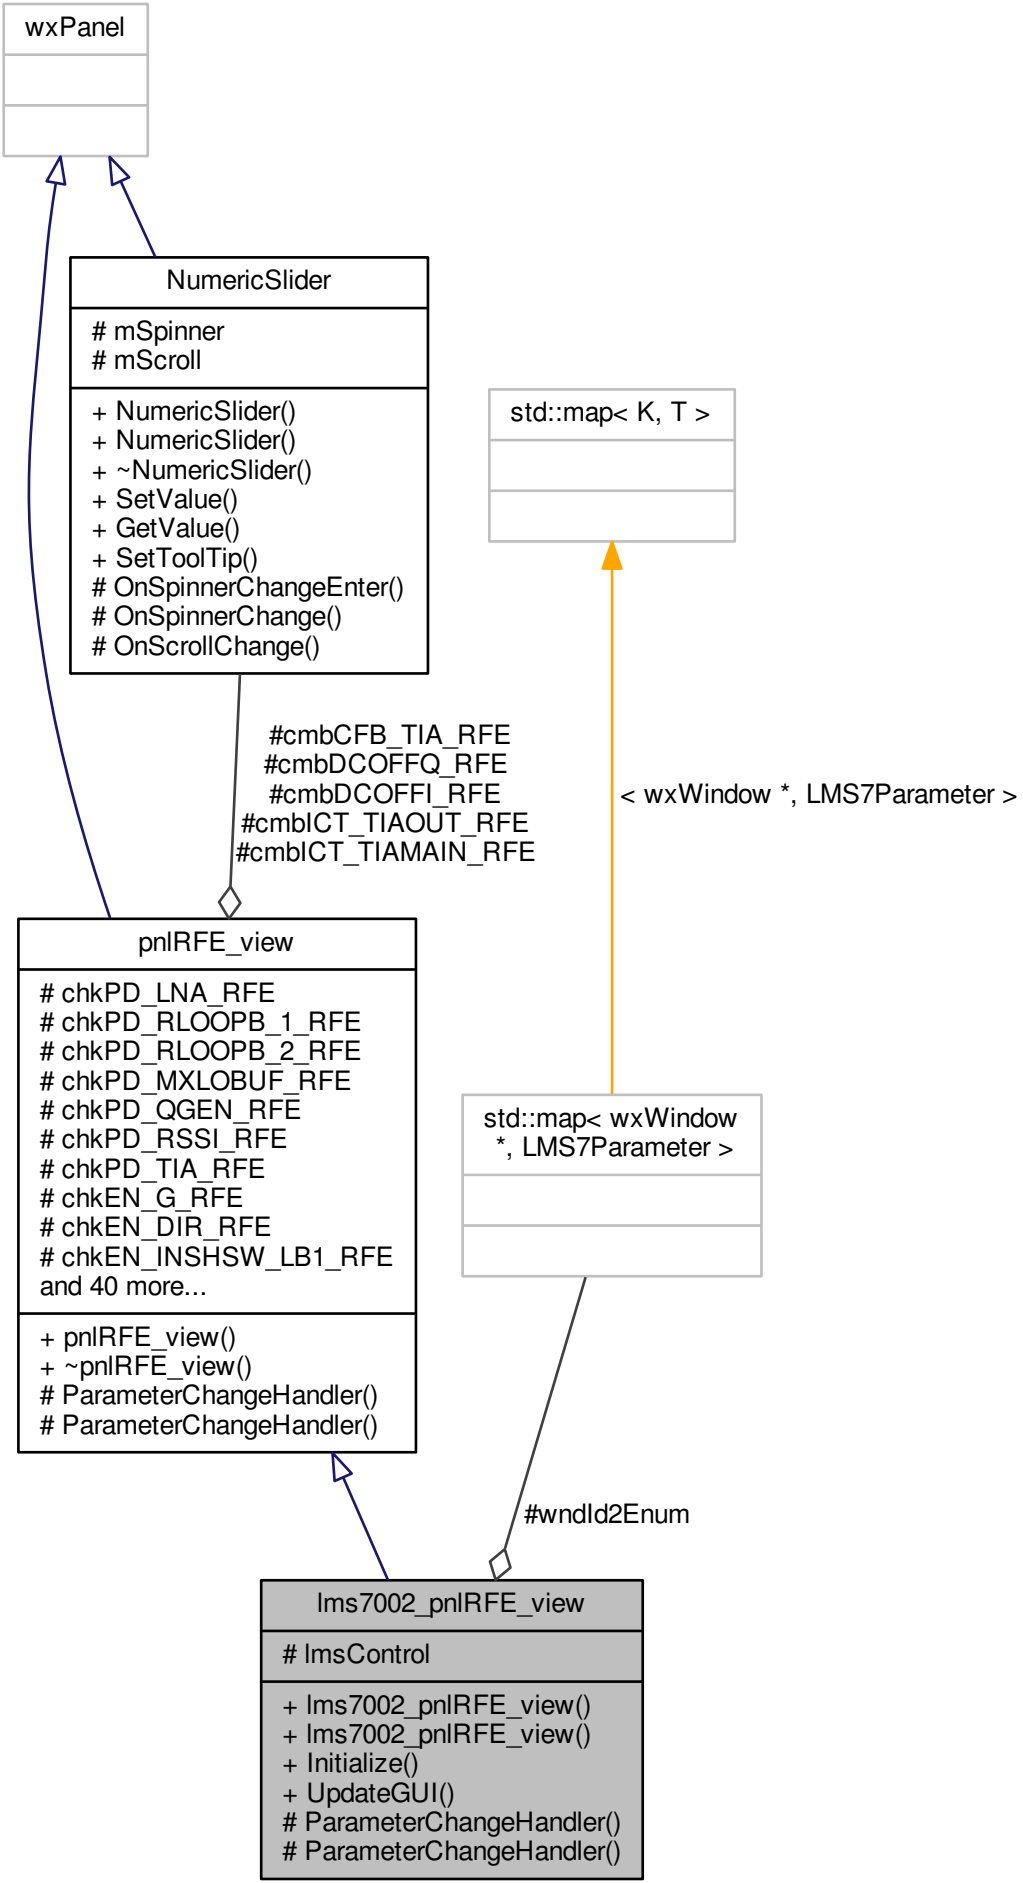 wxPanel
NumericSlider
# mSpinner
# mScroll
+ NumericSlider()
+ NumericSlider()
+ ~NumericSlider()
+ SetValue()
+ GetValue()
+ SetToolTip()
# OnSpinnerChangeEnter()
# OnSpinnerChange()
# OnScrollChange()
std::map< K, T >
#cmbCFB_TIA_RFE
#cmbDCOFFQ_RFE
#cmbDCOFFI_RFE
#cmbICT_TIAOUT_RFE
#cmbICT_TIAMAIN_RFE
< wxWindow *, LMS7Parameter >
pnlRFE_view
# chkPD_LNA_RFE
# chkPD_RLOOPB_1_RFE
# chkPD_RLOOPB_2_RFE
# chkPD_MXLOBUF_RFE
# chkPD_QGEN_RFE
# chkPD_RSSI_RFE
# chkPD_TIA_RFE
# chkEN_G_RFE
# chkEN_DIR_RFE
# chkEN_INSHSW_LB1_RFE
and 40 more...
+ pnlRFE_view()
+ ~pnlRFE_view()
# ParameterChangeHandler()
# ParameterChangeHandler()
std::map< wxWindow
*, LMS7Parameter >
#wndId2Enum
lms7002_pnlRFE_view
# lmsControl
+ lms7002_pnlRFE_view()
+ lms7002_pnlRFE_view()
+ Initialize()
+ UpdateGUI()
# ParameterChangeHandler()
# ParameterChangeHandler()